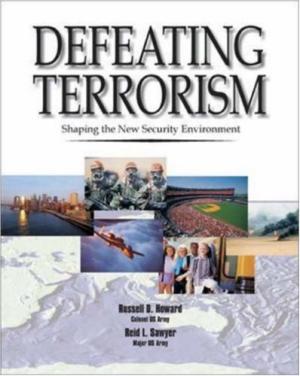 DEFEATING
TERRORISM
Shaping the New Security Environment
Russell D. Howard
Colonel US Army
Reid L. Sawyer
Major US Army